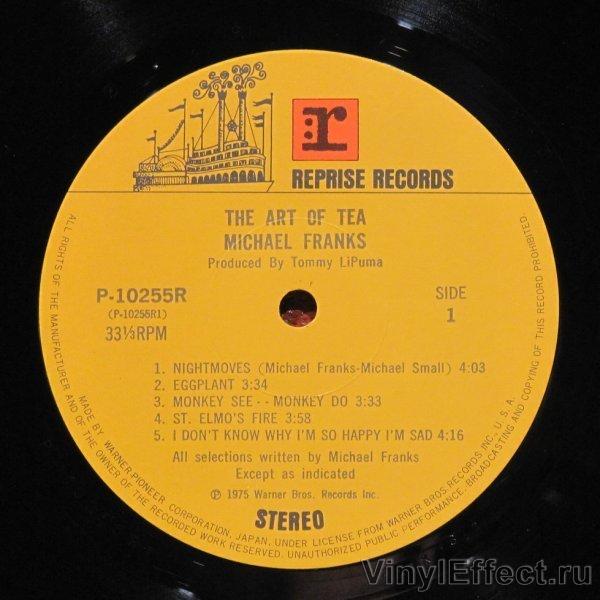 r:
REPRISE RECORDS
THE ART OF TEA
MICHAEL FRANKS
Produced By Tommy LiPuma
P-10255R
(P-10255R1)
33⅓RPM
SIDE
1
1. NIGHTMOVES (Michael Franks-Michael Small) 4:03
2. EGGPLANT 3:34
3. MONKEY SEE - - MONKEY DO 3:33
4. ST. ELMO'S FIRE 3:58
5. I DON'T KNOW WHY I'M SO HAPPY I'M SAD 4:16
All selections written by Michael Franks
Except as indicated
℗ 1975 Warner Bros. Records Inc.
STEREO
ALL RIGHTS OF THE MANUFACTURER AND OF THE OWNER OF THE RECORDED WORK RESERVED. UNAUTHORIZED PUBLIC PERFORMANCE. BROADCASTING AND COPYING OF THIS RECORD PROHIBITED.
MADE BY WARNER-PIONEER CORPORATION, JAPAN. UNDER LICENSE FROM WARNER BROS RECORDS INC., U.S.A.
VinylEffect.ru